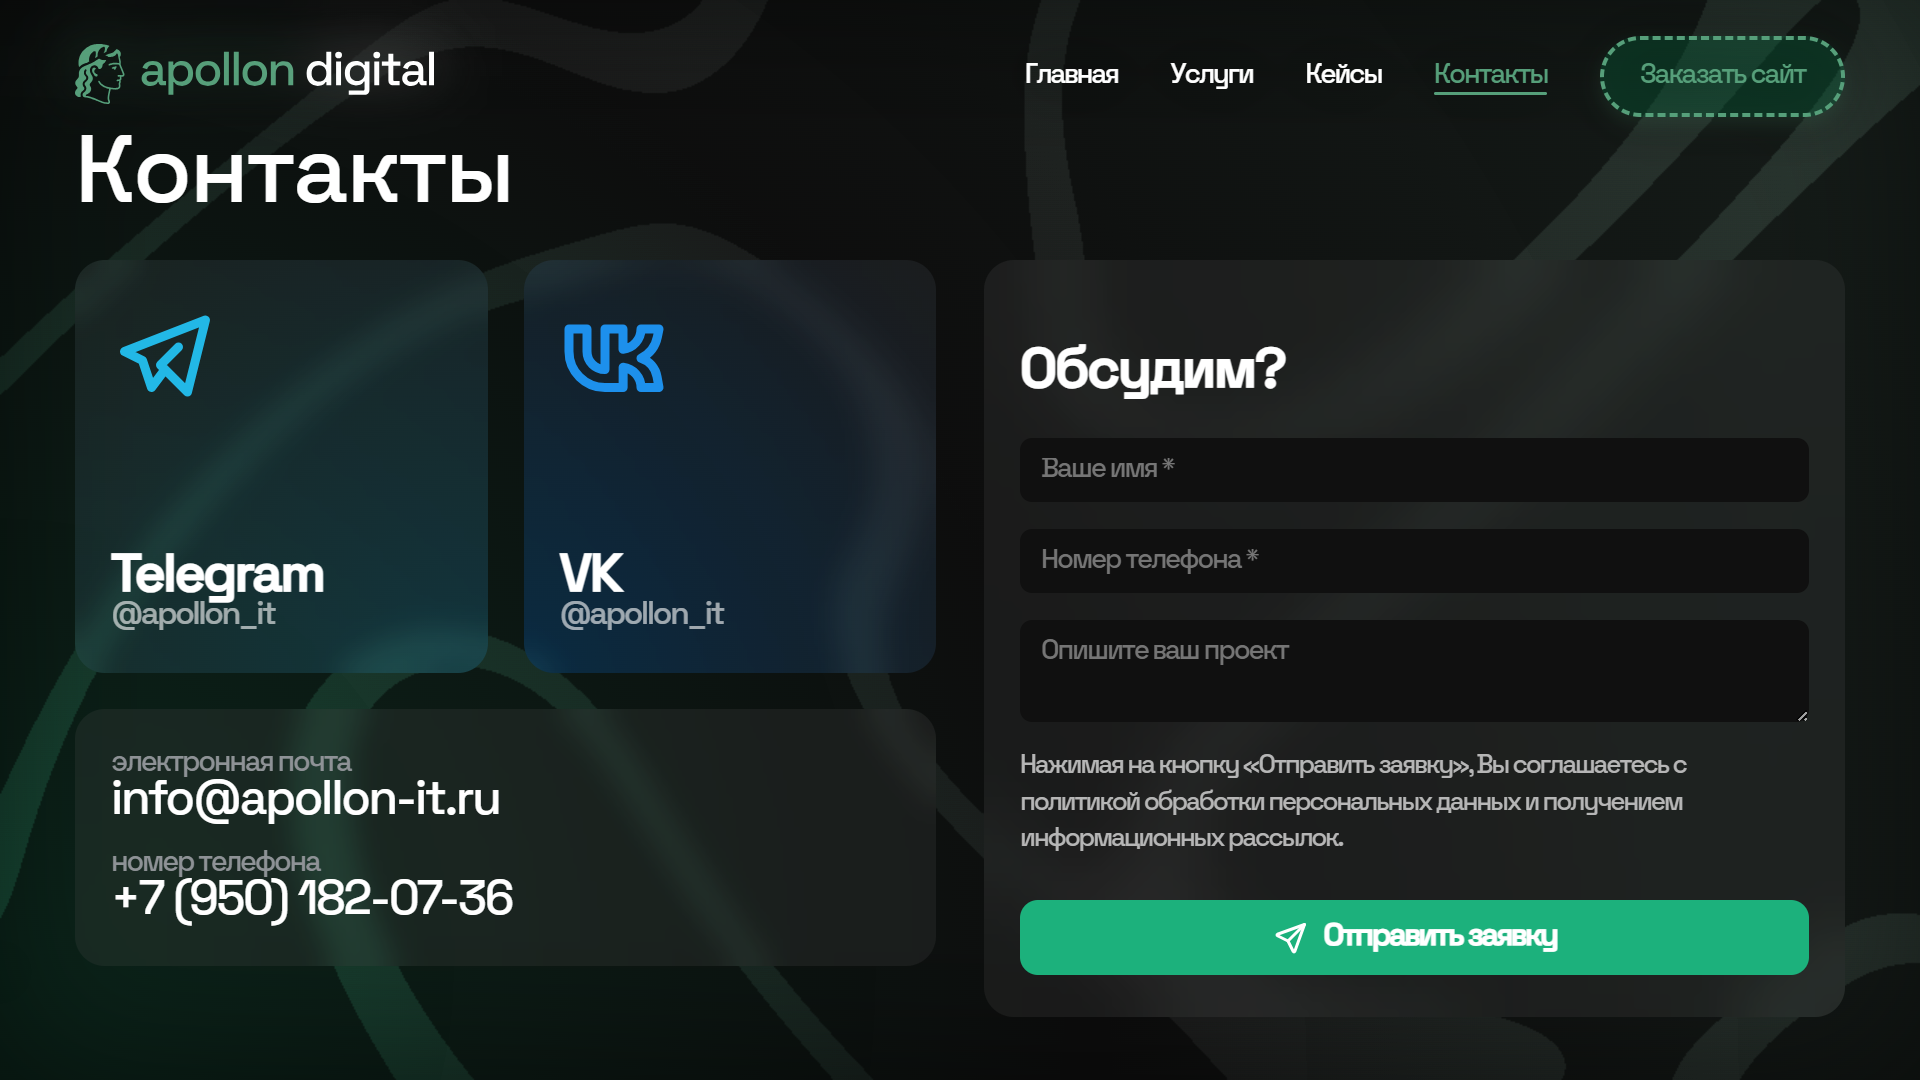 apollon digital
Главная
Услуги
Кейсы
Контакты
Заказать сайт
Контакты
Telegram
@apollon_it
VK
@apollon_it
электронная почта
info@apollon-it.ru
номер телефона
+7 (950) 182-07-36
Обсудим?
Ваше имя *
Номер телефона *
Опишите ваш проект
Нажимая на кнопку «Отправить заявку», Вы соглашаетесь с
политикой обработки персональных данных и получением
информационных рассылок.
Отправить заявку